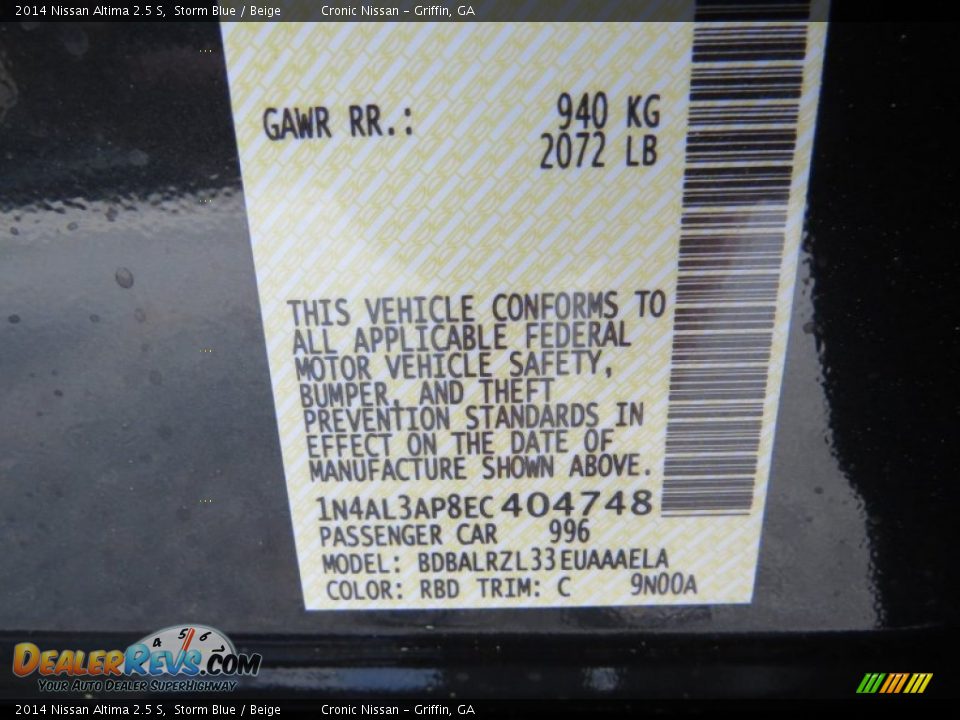 2014 Nissan Altima 2.5 S, Storm Blue / Beige Cronic Nissan - Griffin, GA
GAWR RR.: 940 KG
2072 LB
THIS VEHICLE CONFORMS TO
ALL APPLICABLE FEDERAL
MOTOR VEHICLE SAFETY,
BUMPER, AND THEFT
PREVENTION STANDARDS IN
EFFECT ON THE DATE OF
MANUFACTURE SHOWN ABOVE.
1N4AL3AP8EC404748
PASSENGER CAR 996
MODEL: BDBALRZL33EUAAAELA
COLOR: RBD TRIM: C 9N00A
4 5 6
DealerRevs.com
Your Auto Dealer SuperHighway
2014 Nissan Altima 2.5 S, Storm Blue / Beige Cronic Nissan - Griffin, GA